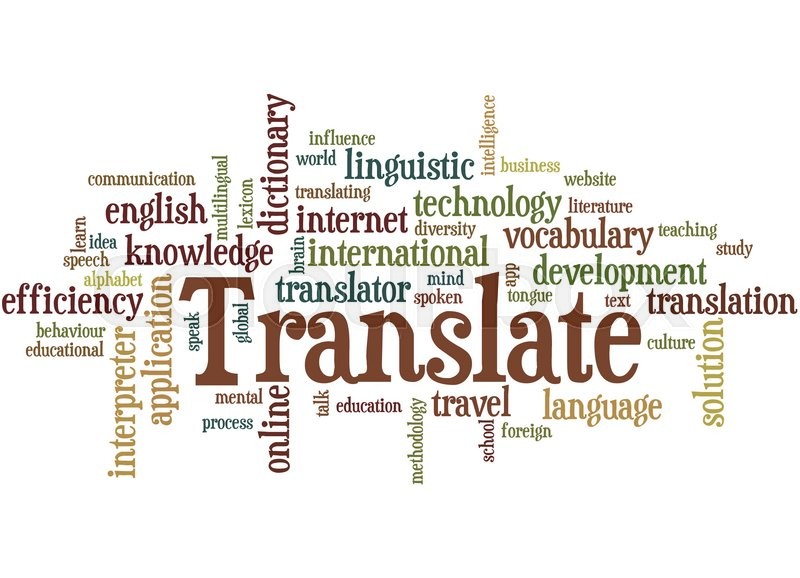 intelligence
dictionary
influence
world
linguistic
business
communication
multilingual
lexicon
translating
website
english
internet
technology
literature
learn
idea
knowledge
brain
international
diversity
vocabulary
teaching
study
speech
alphabet
efficiency
application
translator
mind
spoken
app
tongue
development
text
translation
behaviour
educational
interpreter
speak
global
Translate
culture
solution
mental
process
online
talk
education
methodology
travel
school
foreign
language